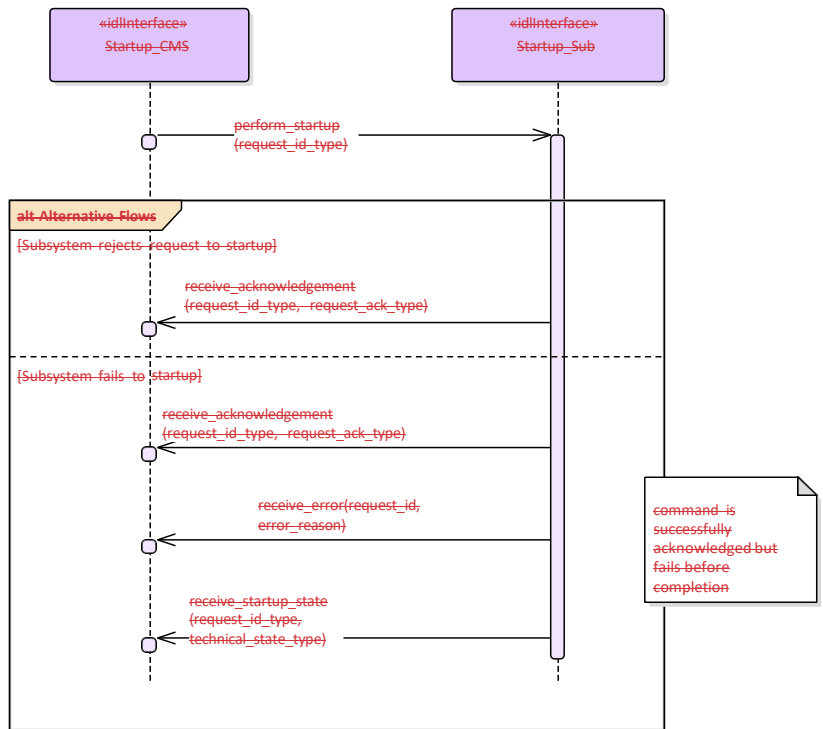 «idlInterface»
Startup_CMS
«idlInterface»
Startup_Sub
perform_startup
(request_id_type)
alt Alternative Flows
[Subsystem rejects request to startup]
receive_acknowledgement
(request_id_type, request_ack_type)
[Subsystem fails to startup]
receive_acknowledgement
(request_id_type, request_ack_type)
receive_error(request_id,
error_reason)
command is
successfully
acknowledged but
fails before
completion
receive_startup_state
(request_id_type,
technical_state_type)